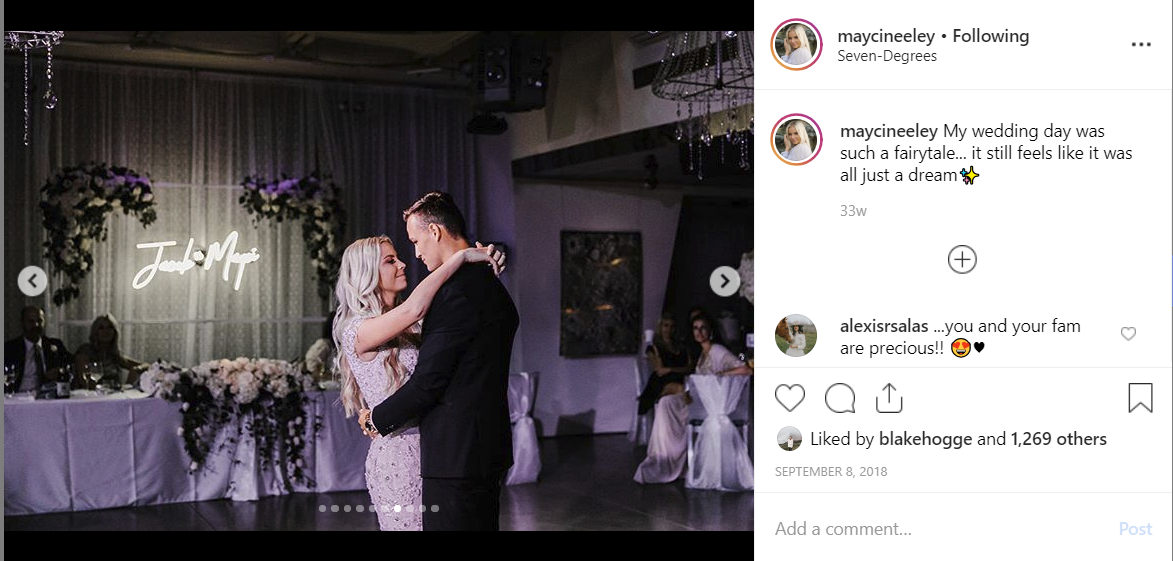 Jacob & Mayci
maycineeley • Following
Seven-Degrees
maycineeley My wedding day was
such a fairytale... it still feels like it was
all just a dream✨
33w
alexisrsalas ...you and your fam
are precious!! 😍♥
Liked by blakehogge and 1,269 others
SEPTEMBER 8, 2018
Add a comment...
Post